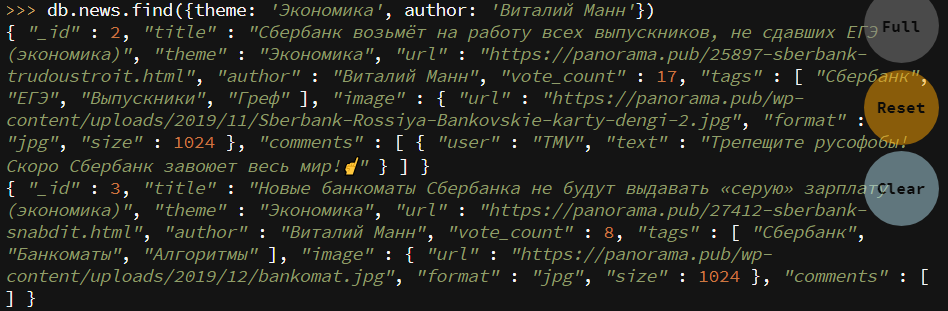 >>> db.news.find({theme: 'Экономика', author: 'Виталий Манн'})
{ "_id" : 2, "title" : "Сбербанк возьмёт на работу всех выпускников, не сдавших ЕГЭ
(экономика)", "theme" : "Экономика", "url" : "https://panorama.pub/25897-sberbank-
trudoustroit.html", "author" : "Виталий Манн", "vote_count" : 17, "tags" : [ "Сбербанк",
"ЕГЭ", "Выпускники", "Греф" ], "image" : { "url" : "https://panorama.pub/wp-
content/uploads/2019/11/Sberbank-Rossiya-Bankovskie-karty-dengi-2.jpg", "format" :
"jpg", "size" : 1024 }, "comments" : [ { "user" : "TMV", "text" : "Трепещите русофобы!
Скоро Сбербанк завоюет весь мир!☝" } ] }
{ "_id" : 3, "title" : "Новые банкоматы Сбербанка не будут выдавать «серую» зарплату
(экономика)", "theme" : "Экономика", "url" : "https://panorama.pub/27412-sberbank-
snabdit.html", "author" : "Виталий Манн", "vote_count" : 8, "tags" : [ "Сбербанк",
"Банкоматы", "Алгоритмы" ], "image" : { "url" : "https://panorama.pub/wp-
content/uploads/2019/12/bankomat.jpg", "format" : "jpg", "size" : 1024 }, "comments" : [
] }
Full
Reset
Clear